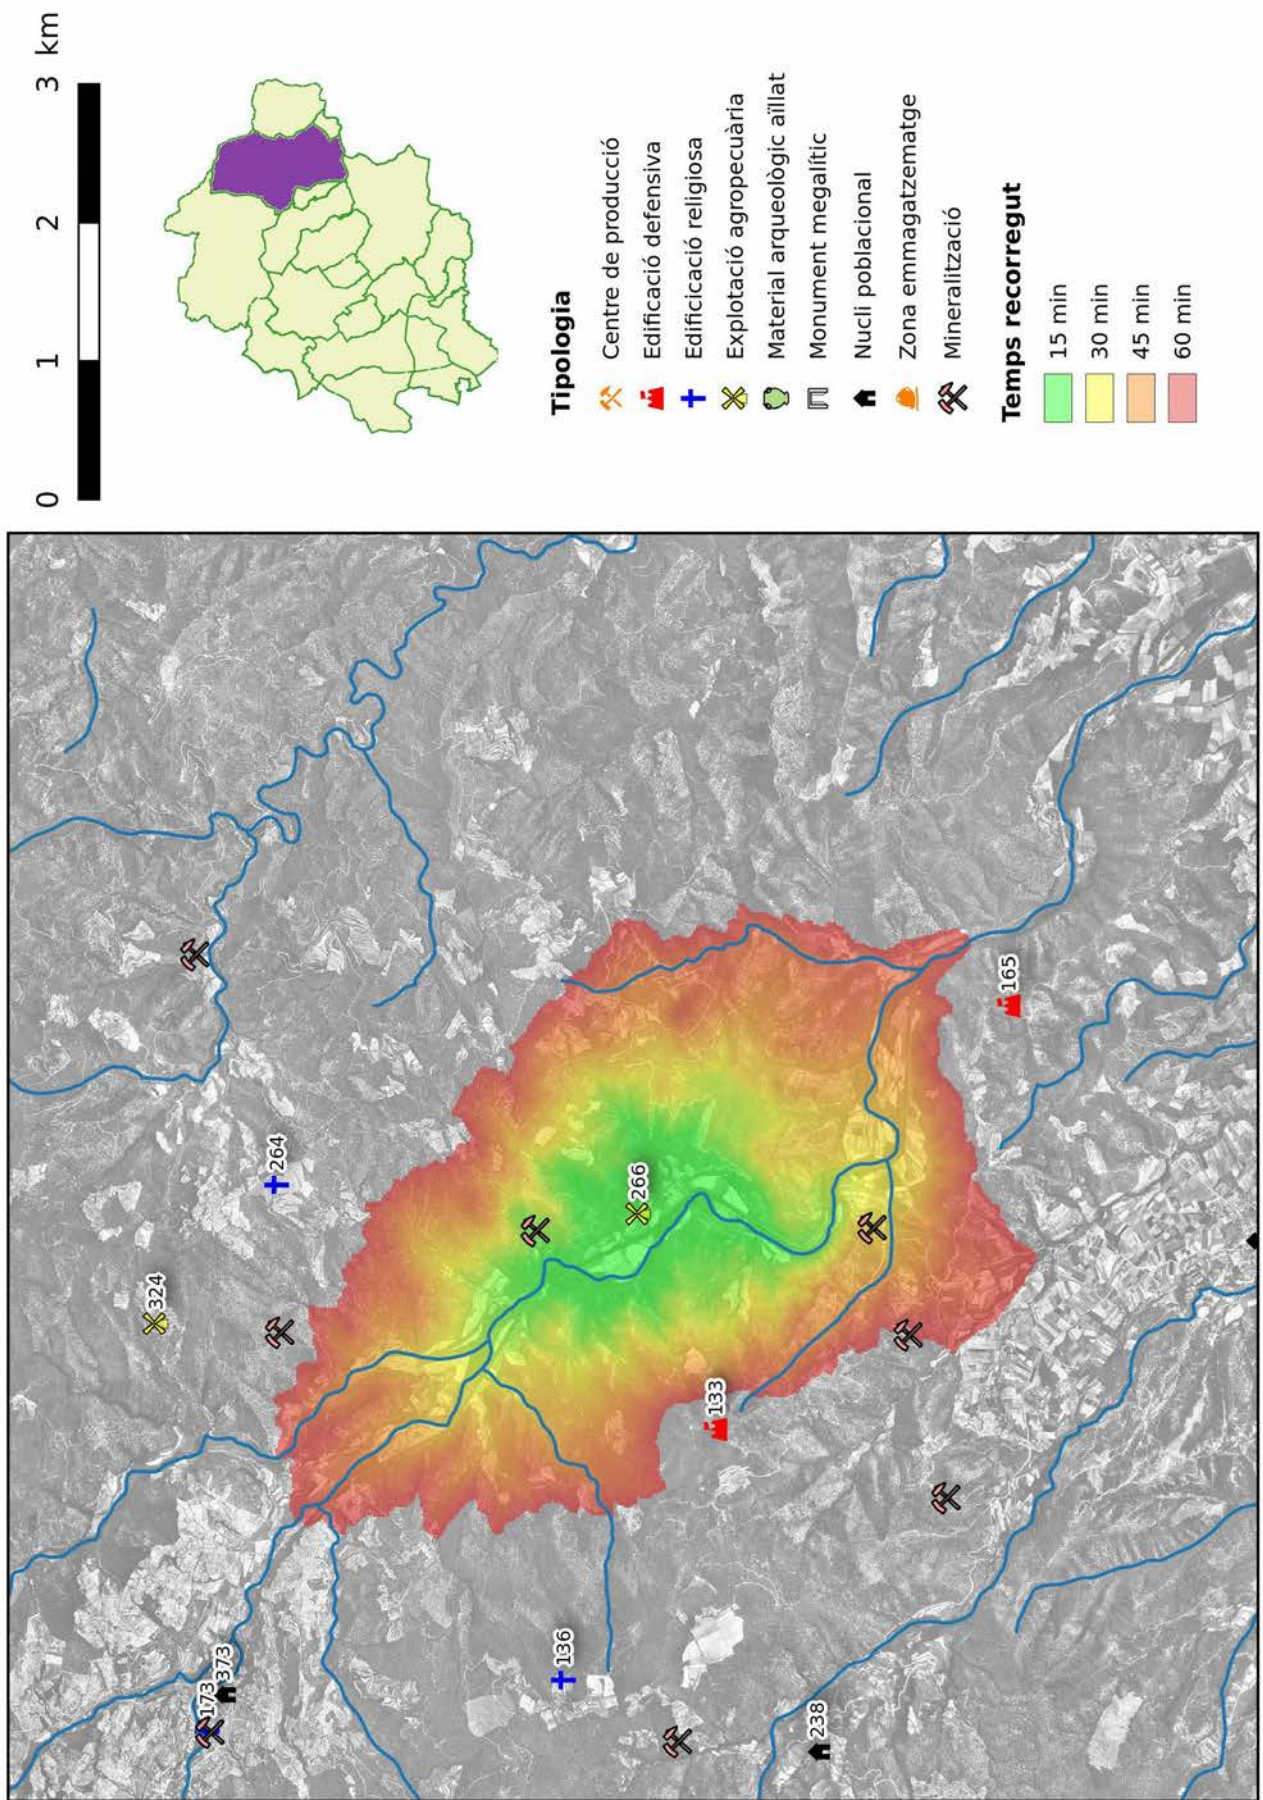 0 1 2 3 km
Tipologia
Centre de producció
Edificació defensiva
Edificicació religiosa
Explotació agropecuària
Material arqueològic aïllat
Monument megalític
Nucli poblacional
Zona emmagatzematge
Mineralització
Temps recorregut
15 min
30 min
45 min
60 min
173
373
136
238
133
324
264
266
165